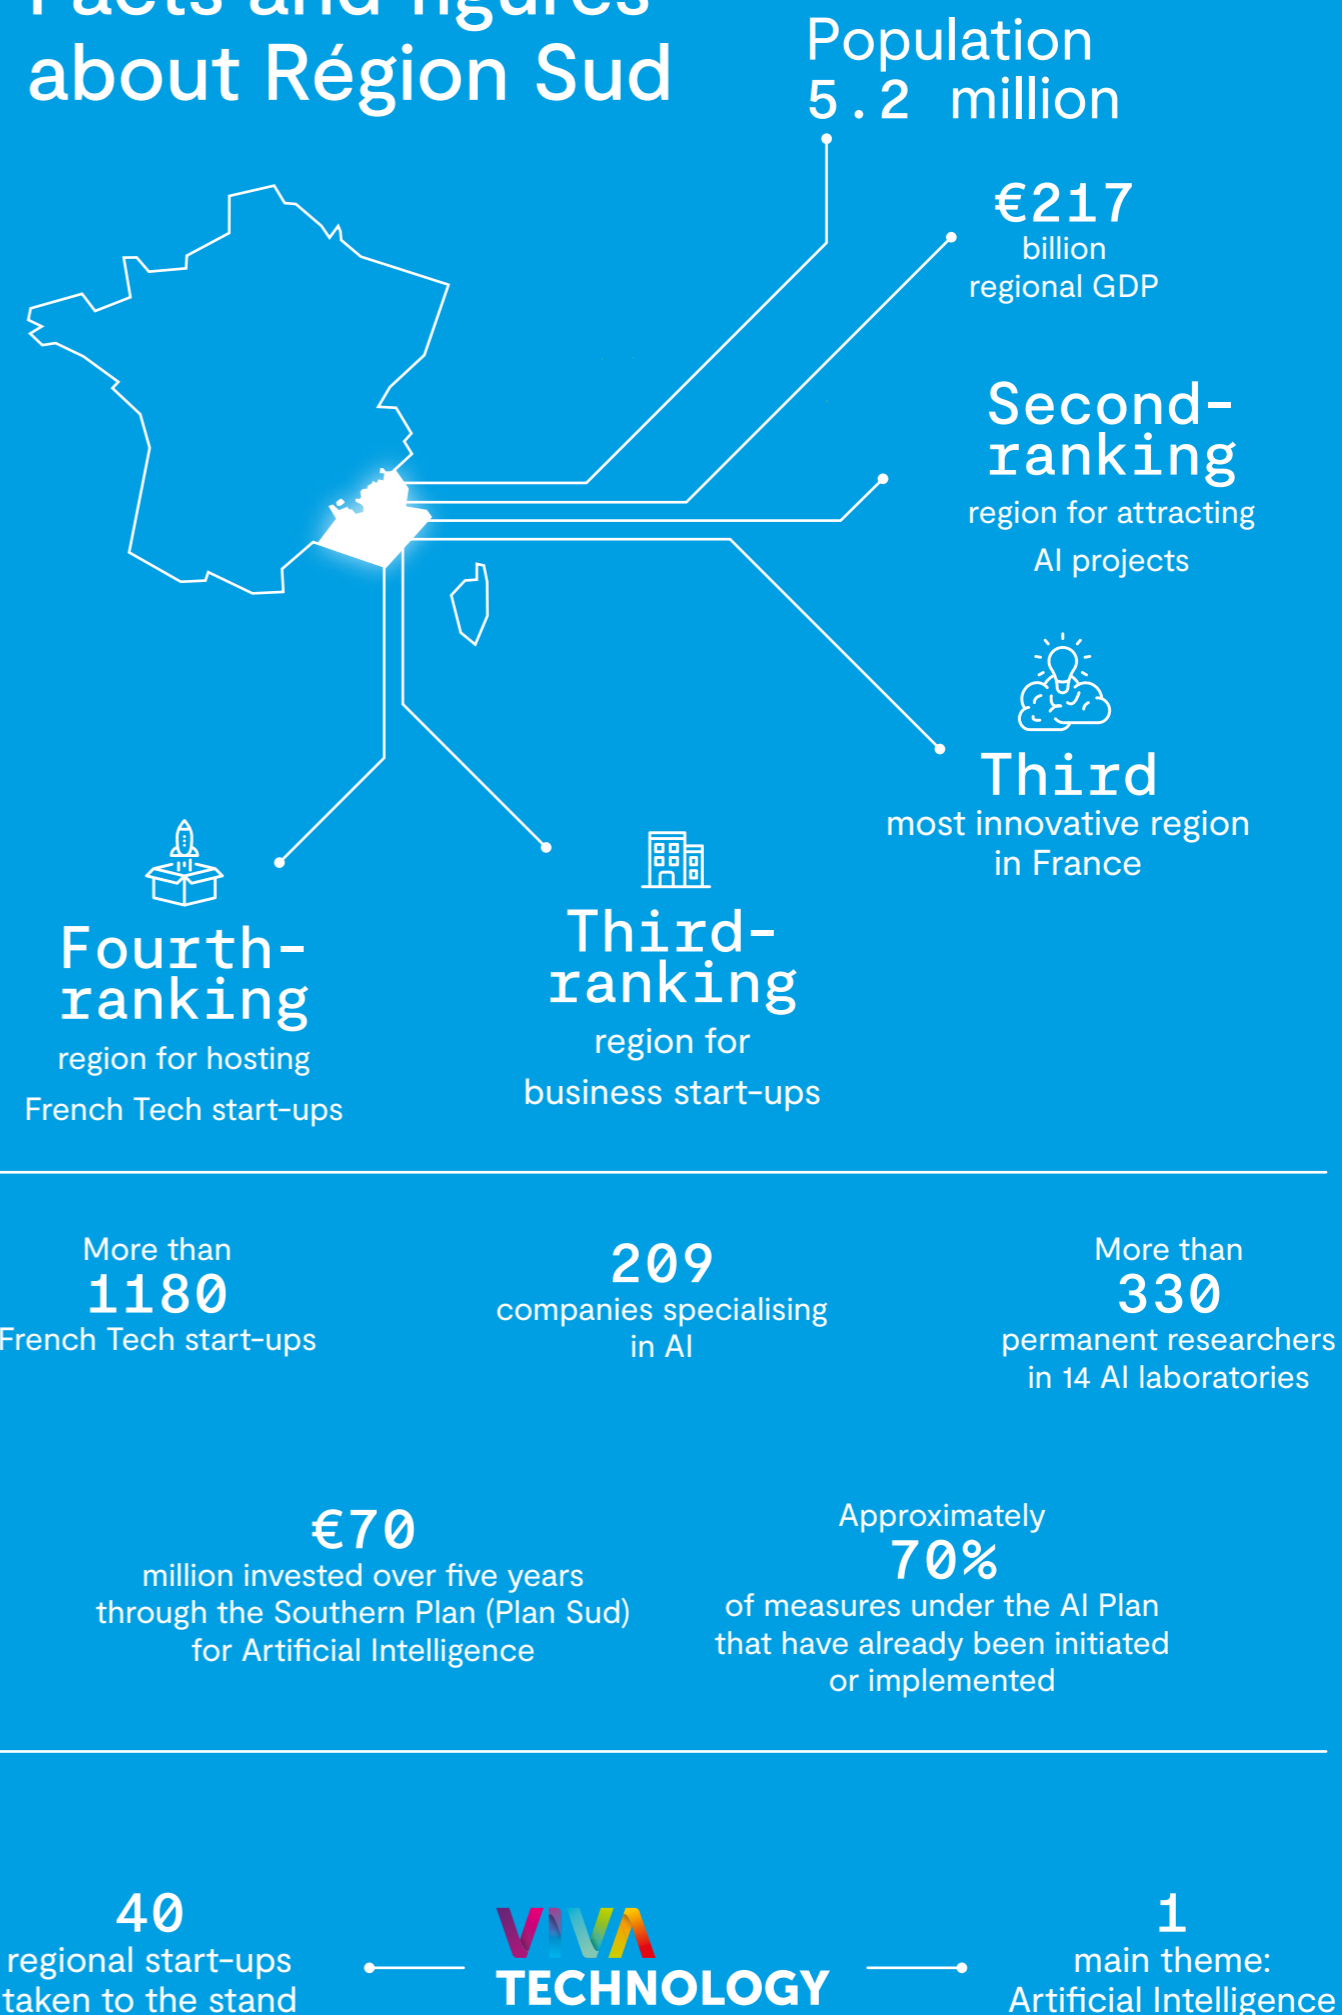 Facts and figures
about Région Sud
Population
5.2 million
€217
billion
regional GDP
Second-
ranking
region for attracting
AI projects
Third
most innovative region
in France
Fourth-
ranking
region for hosting
French Tech start-ups
Third-
ranking
region for
business start-ups
More than
1180
French Tech start-ups
209
companies specialising
in AI
More than
330
permanent researchers
in 14 AI laboratories
€70
million invested over five years
through the Southern Plan (Plan Sud)
for Artificial Intelligence
Approximately
70%
of measures under the AI Plan
that have already been initiated
or implemented
40
regional start-ups
taken to the stand
VIVA
TECHNOLOGY
1
main theme:
Artificial Intelligence